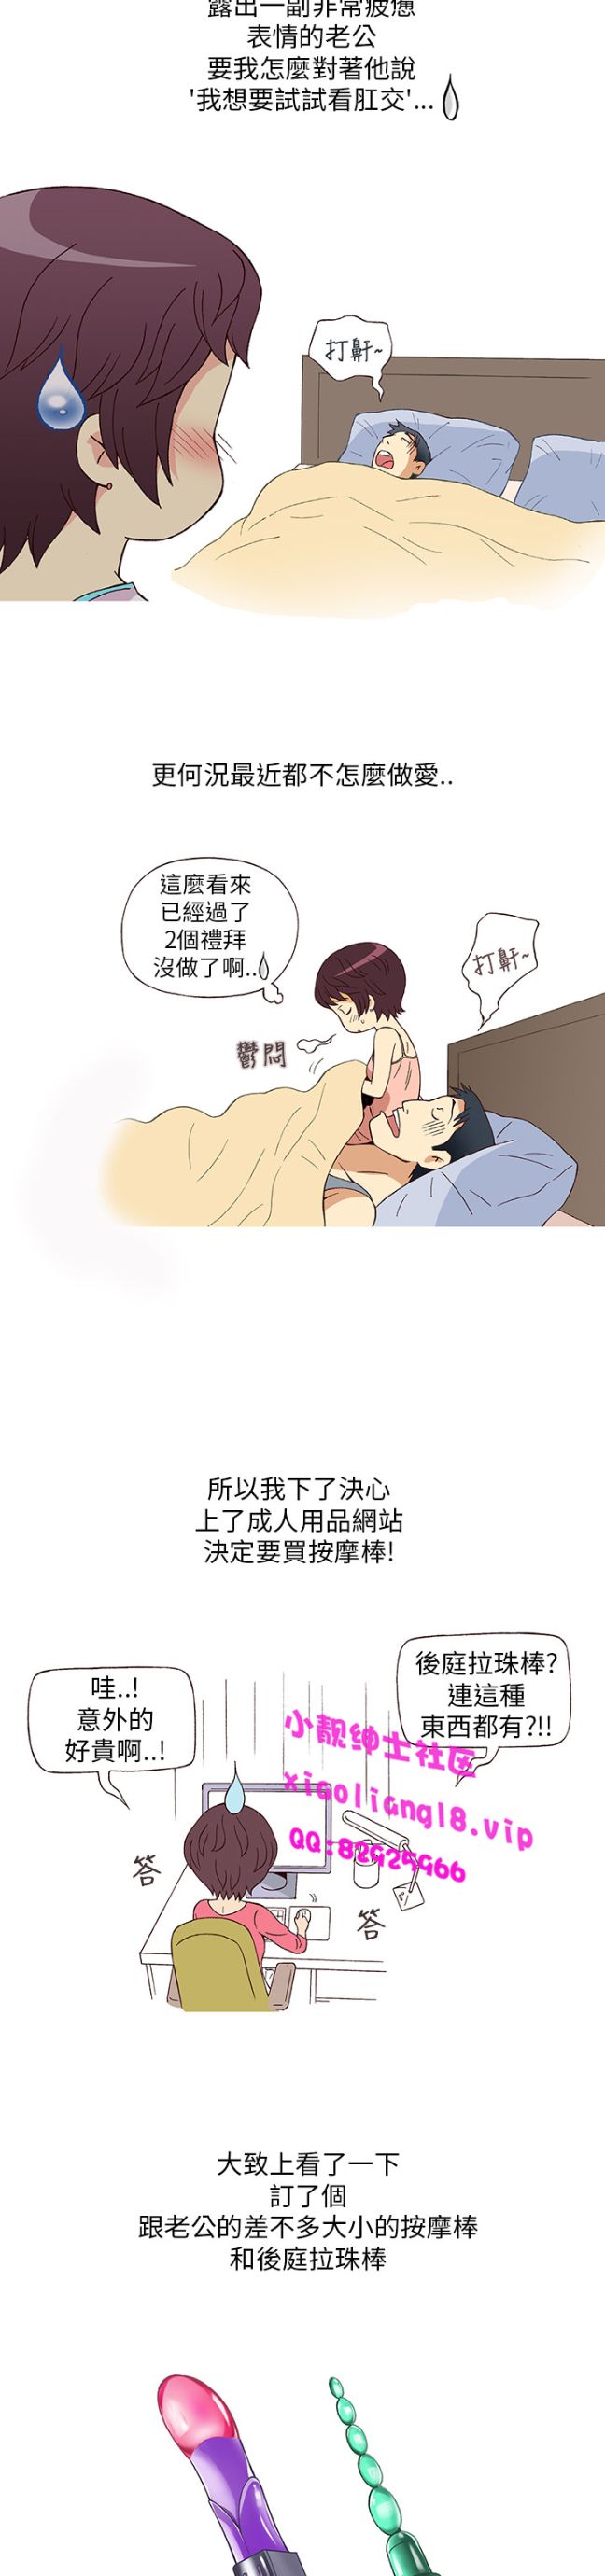 露出一副非常疲憊
表情的老公
要我怎麼對著他說
'我想要試試看肛交'...
打鼾~
更何況最近都不怎麼做愛..
這麼看來
已經過了
2個禮拜
沒做了啊..
打鼾~
鬱悶
所以我下了決心
上了成人用品網站
決定要買按摩棒!
後庭拉珠棒?
連這種
東西都有?!!
哇..!
意外的
好貴啊..!
小靓绅士社区
xiaoliang18.vip
QQ:82925966
答
答
大致上看了一下
訂了個
跟老公的差不多大小的按摩棒
和後庭拉珠棒